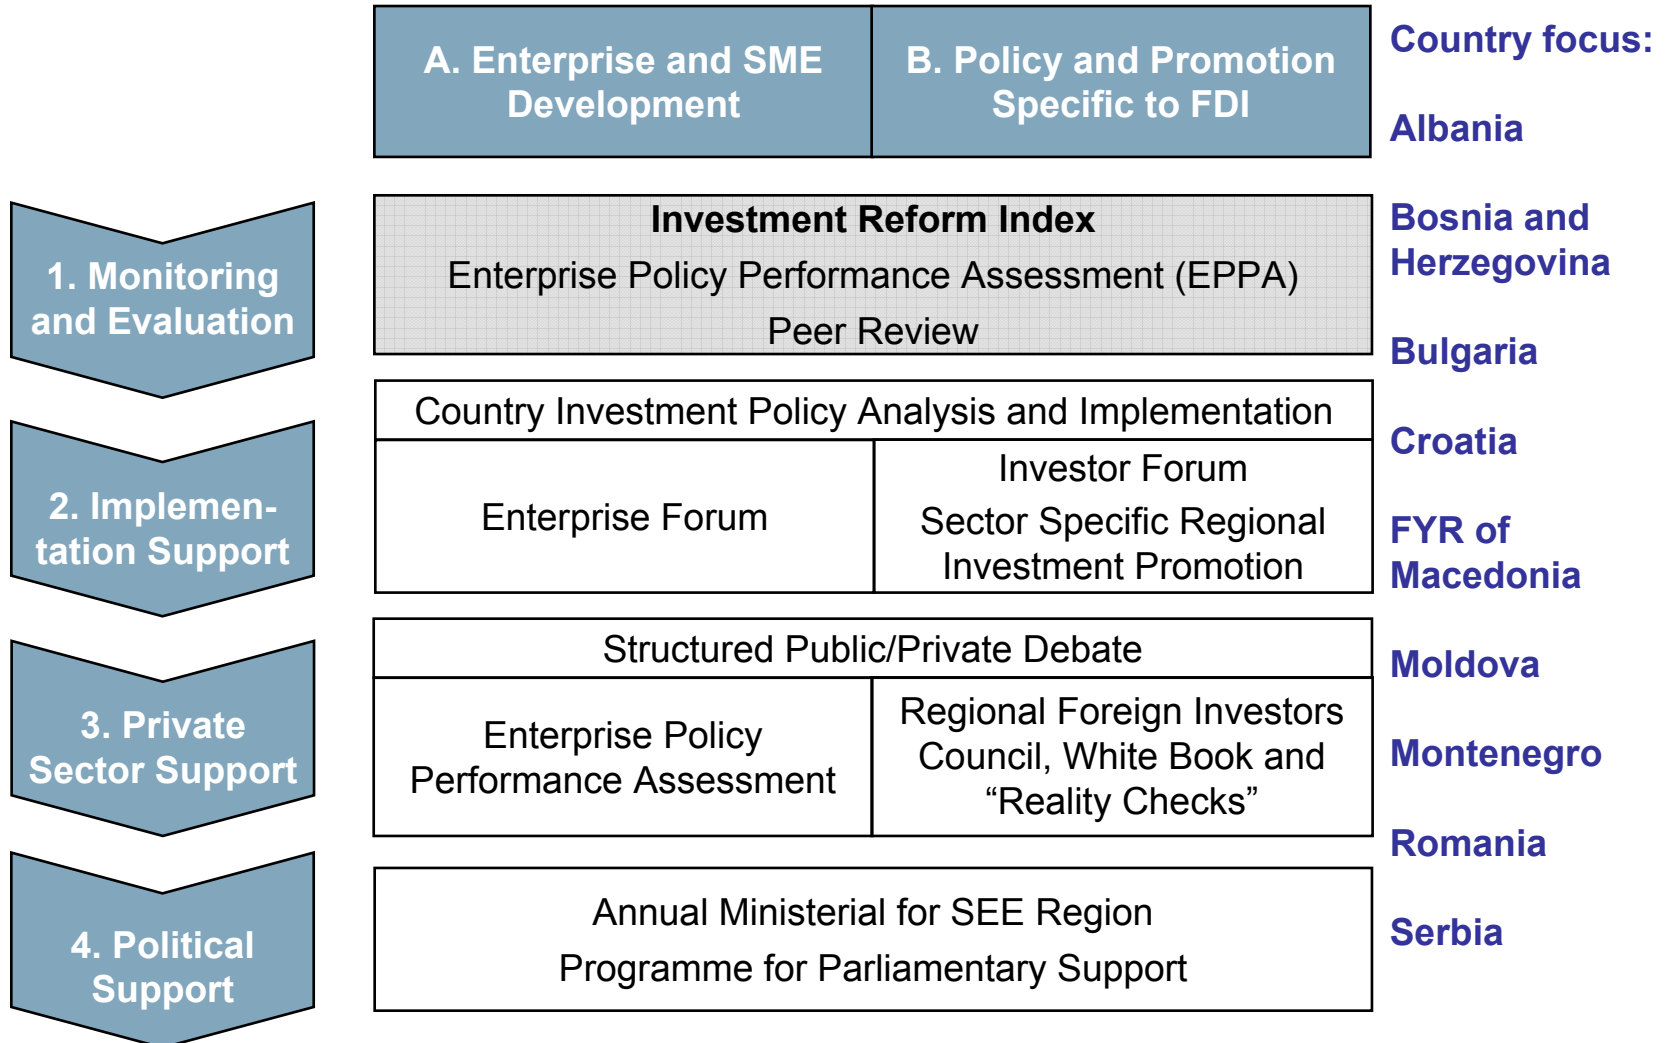 A. Enterprise and SME
Development
B. Policy and Promotion
Specific to FDI
1. Monitoring
and Evaluation
Investment Reform Index
Enterprise Policy Performance Assessment (EPPA)
Peer Review
2. Implemen-
tation Support
Country Investment Policy Analysis and Implementation
Enterprise Forum
Investor Forum
Sector Specific Regional
Investment Promotion
3. Private
Sector Support
Structured Public/Private Debate
Enterprise Policy
Performance Assessment
Regional Foreign Investors
Council, White Book and
“Reality Checks”
4. Political
Support
Annual Ministerial for SEE Region
Programme for Parliamentary Support
Country focus:
Albania
Bosnia and
Herzegovina
Bulgaria
Croatia
FYR of
Macedonia
Moldova
Montenegro
Romania
Serbia